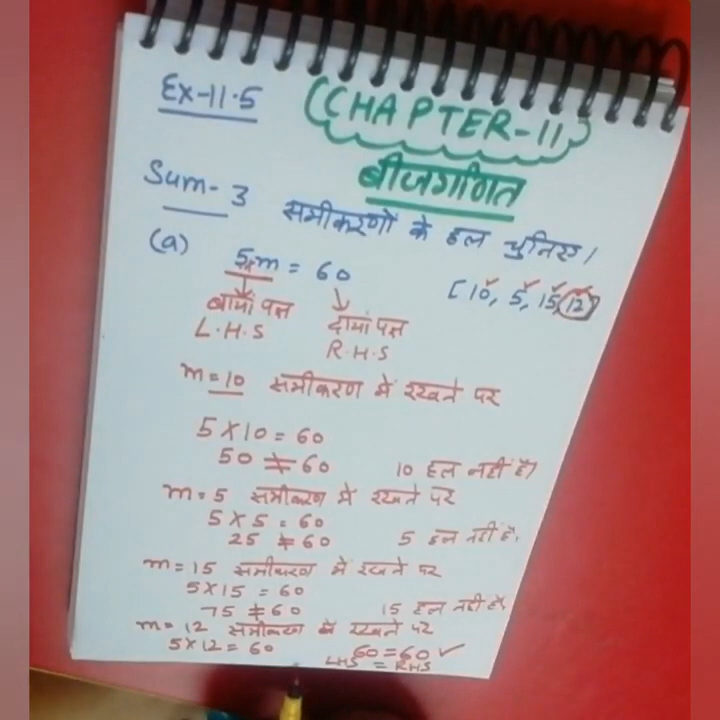 Ex-11.5
CHAPTER-11
बीजगणित
Sum-3 समीकरणों के हल चुनिए।
(a) 5m = 60 [10, 5, 15, 12]
बायाँ पक्ष दायां पक्ष
L.H.S R.H.S
m=10 समीकरण में रखने पर
5×10=60
50≠60 10 हल नहीं है।
m=5 समीकरण में रखने पर
5×5=60
25≠60 5 हल नहीं है।
m=15 समीकरण में रखने पर
5×15=60
75≠60 15 हल नहीं है।
m=12 समीकरण में रखने पर
5×12=60 60=60 ✓
LHS = RHS